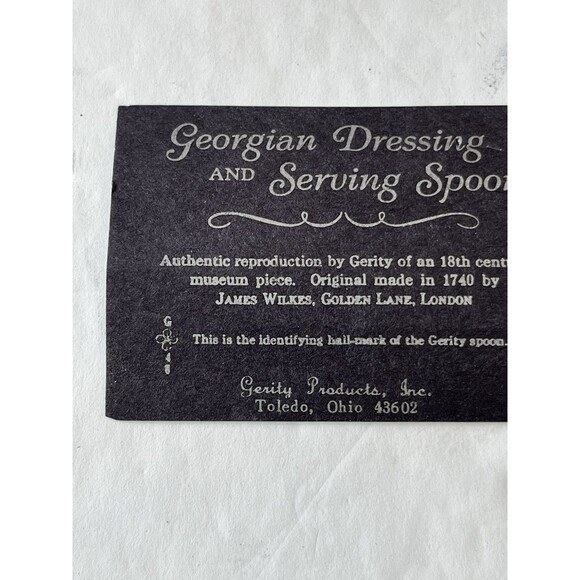 Georgian Dressing
AND Serving Spoon
Authentic reproduction by Gerity of an 18th centu
museum piece. Original made in 1740 by
JAMES WILKES, GOLDEN LANE, LONDON
G
48
This is the identifying hall-mark of the Gerity spoon.
Gerity Products, Inc.
Toledo, Ohio 43602